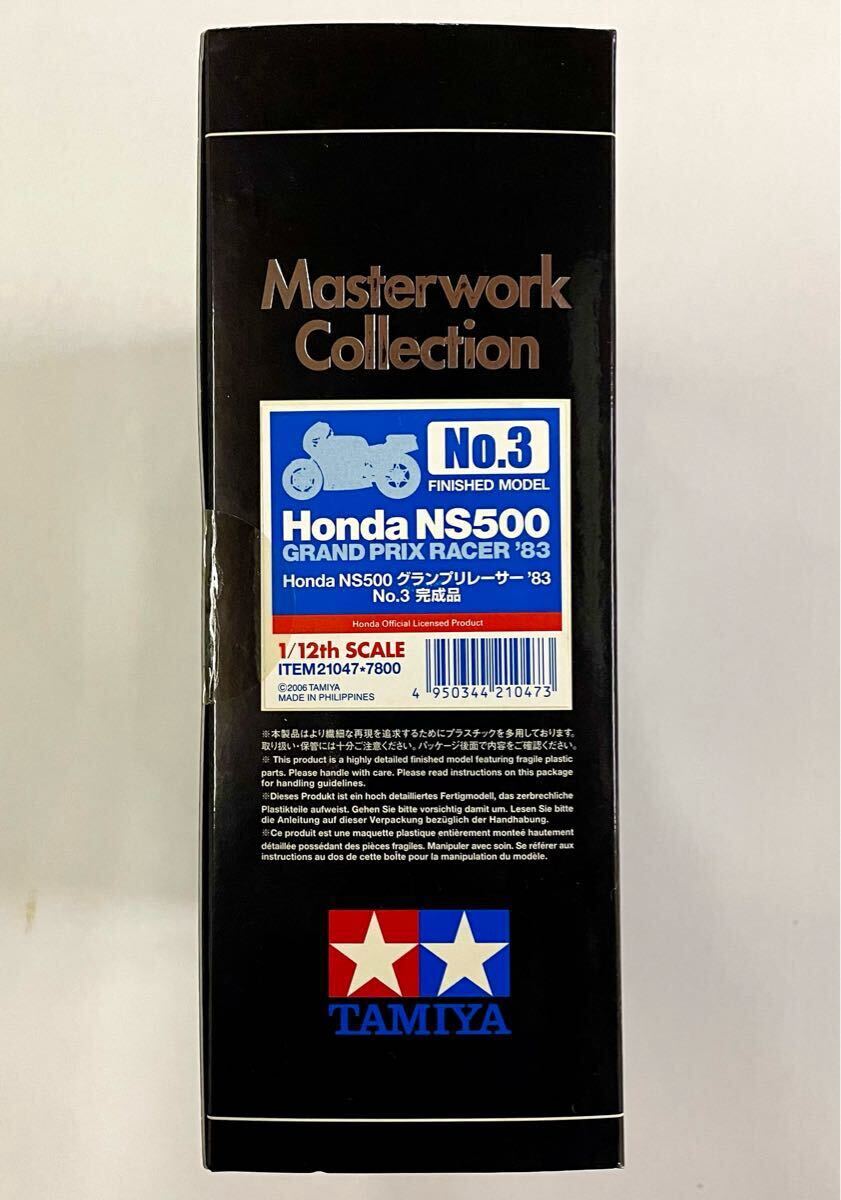 Masterwork
Collection
No.3
FINISHED MODEL
Honda NS500
GRAND PRIX RACER '83
Honda NS500 グランプリレーサー '83
No.3 完成品
Honda Official Licensed Product
1/12th SCALE
ITEM 21047*7800
©2006 TAMIYA
MADE IN PHILIPPINES
4 950344 210473
※本製品はより繊細な再現を追求するためにプラスチックを多用しております。
取り扱い・保管には十分ご注意ください。パッケージ後面で内容をご確認ください。
※ This product is a highly detailed finished model featuring fragile plastic
parts. Please handle with care. Please read instructions on this package
for handling guidelines.
※Dieses Produkt ist ein hoch detailliertes Fertigmodell, das zerbrechliche
Plastikteile aufweist. Gehen Sie bitte vorsichtig damit um. Lesen Sie bitte
die Anleitung auf dieser Verpackung bezüglich der Handhabung.
※Ce produit est une maquette plastique entièrement monteé hautement
détaillée possédant des pièces fragiles. Manipuler avec soin. Se référer aux
instructions au dos de cette boîte pour la manipulation du modèle.
TAMIYA